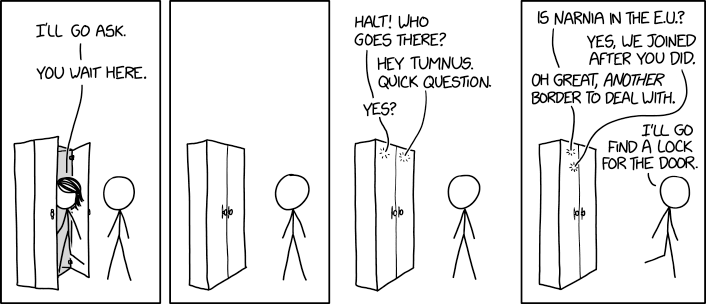 I'LL GO ASK.
YOU WAIT HERE.
HALT! WHO
GOES THERE?
HEY TUMNUS.
QUICK QUESTION.
YES?
IS NARNIA IN THE E.U.?
YES, WE JOINED
AFTER YOU DID.
OH GREAT, ANOTHER
BORDER TO DEAL WITH.
I'LL GO
FIND A LOCK
FOR THE DOOR.